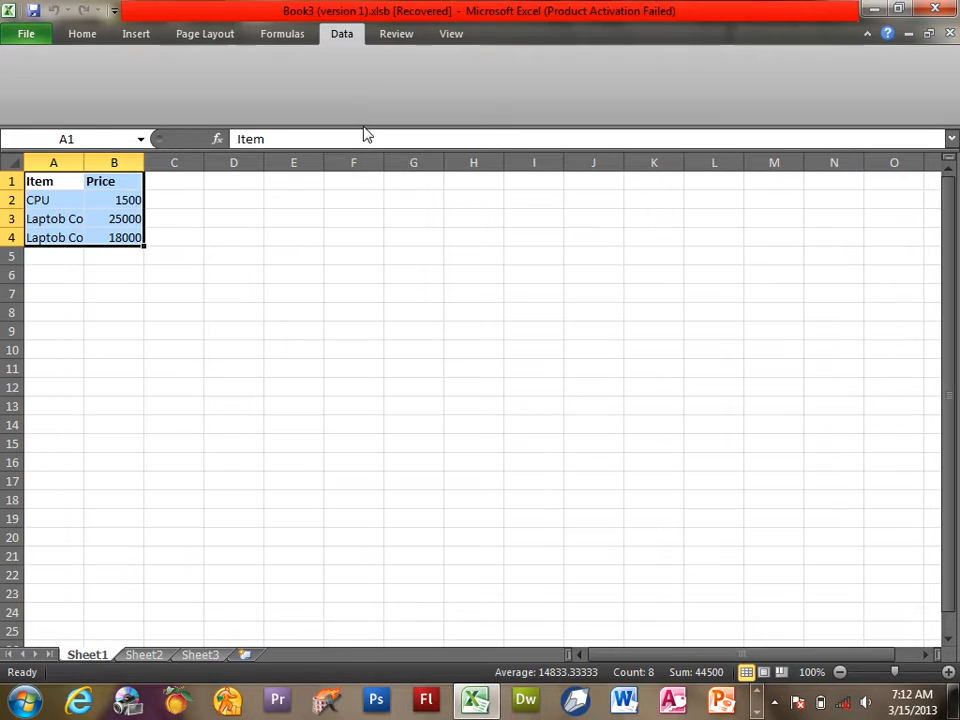 Book3 (version 1).xlsb [Recovered] - Microsoft Excel (Product Activation Failed)
File Home Insert Page Layout Formulas Data Review View
A1 fx Item
A B C D E F G H I J K L M N O
1 Item Price
2 CPU 1500
3 Laptob Co 25000
4 Laptob Co 18000
5
6
7
8
9
10
11
12
13
14
15
16
17
18
19
20
21
22
23
24
25
Sheet1 Sheet2 Sheet3
Ready Average: 14833.33333 Count: 8 Sum: 44500 100%
Pr Ps Fl Dw W A P 7:12 AM
3/15/2013